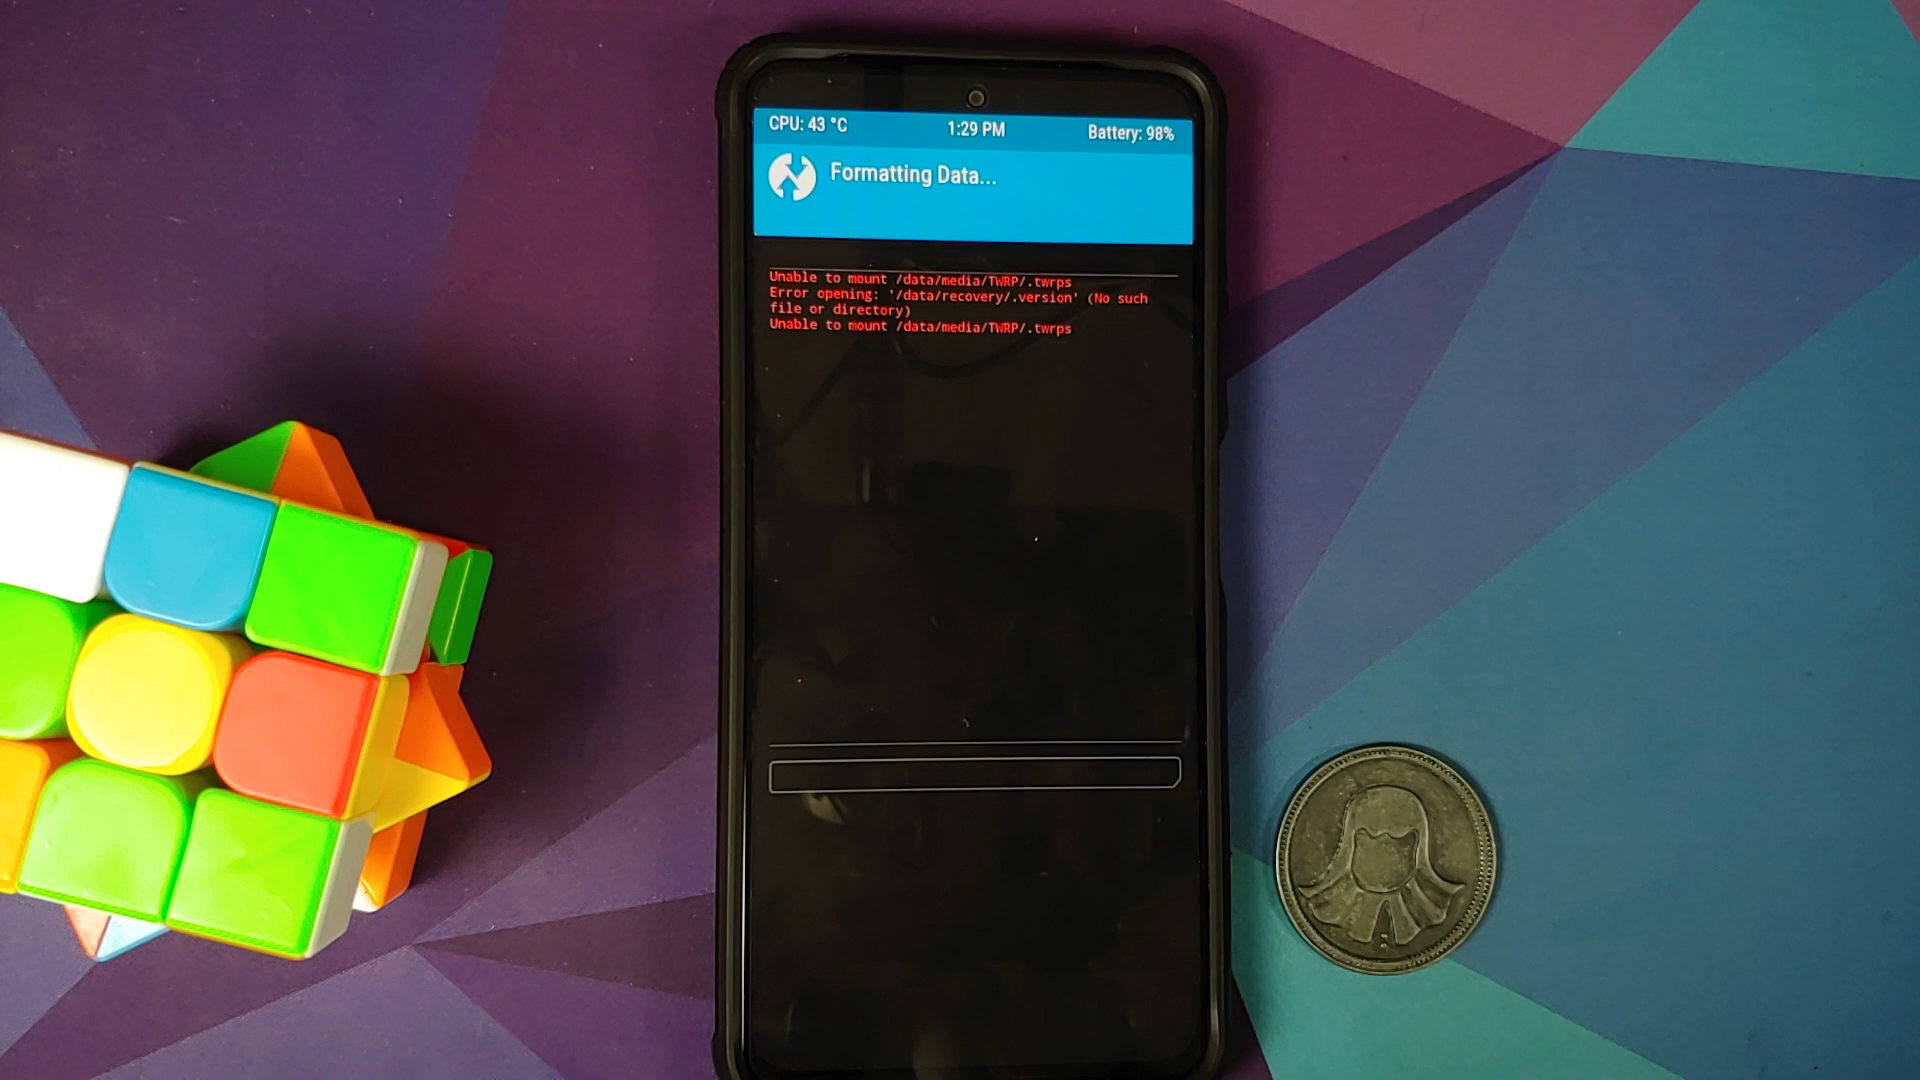 CPU: 43 °C 1:29 PM Battery: 98%
Formatting Data...
Unable to mount /data/media/TWRP/.twrps
Error opening: '/data/recovery/.version' (No such
file or directory)
Unable to mount /data/media/TWRP/.twrps